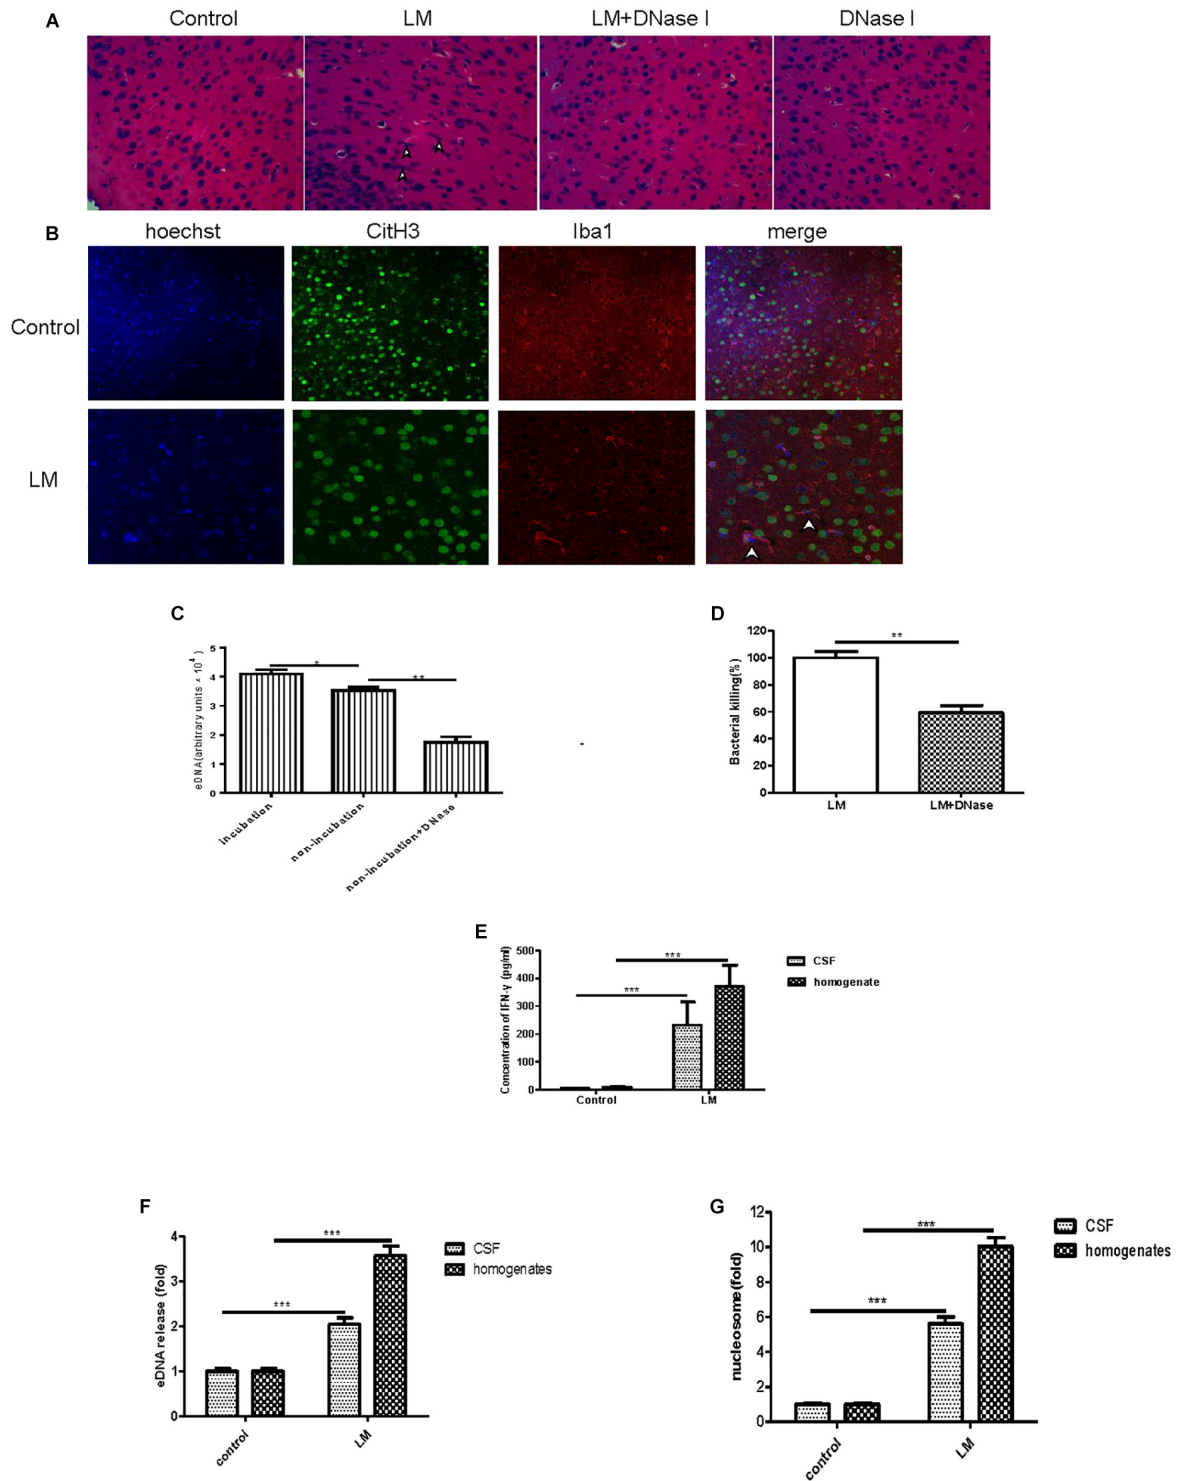 A
Control
LM
LM+DNase I
DNase I
B
hoechst
CitH3
Iba1
merge
Control
LM
C
eDNA(arbitrary units × 10^4)
5
4
3
2
1
0
*
**
incubation
non-incubation
non-incubation+DNase
-
D
Bacterial killing(%)
120
100
80
60
40
20
0
**
LM
LM+DNase
E
Concentration of IFN-γ (pg/ml)
500
400
300
200
100
0
***
***
Control
LM
CSF
homogenate
F
eDNA release (fold)
4
3
2
1
0
***
***
control
LM
CSF
homogenates
G
nucleosome(fold)
12
10
8
6
4
2
0
***
***
control
LM
CSF
homogenates